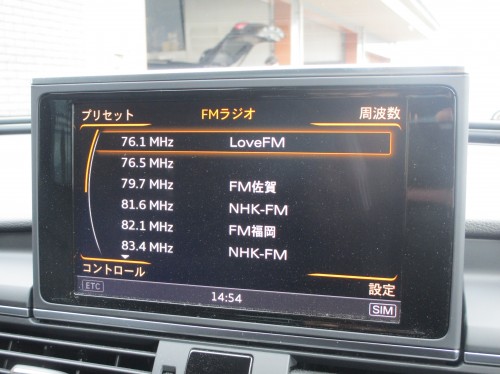 プリセット FMラジオ 周波数
76.1 MHz LoveFM
76.5 MHz
79.7 MHz FM佐賀
81.6 MHz NHK-FM
82.1 MHz FM福岡
83.4 MHz NHK-FM
コントロール 設定
ETC 14:54 SIM